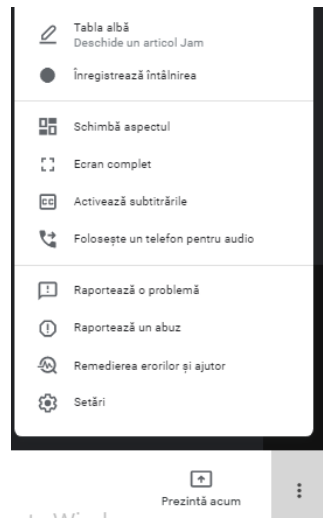 Tabla albă
Deschide un articol Jam
Înregistrează întâlnirea
Schimbă aspectul
Ecran complet
CC
Activează subtitrările
Folosește un telefon pentru audio
Raportează o problemă
Raportează un abuz
Remedierea erorilor și ajutor
Setări
Prezintă acum